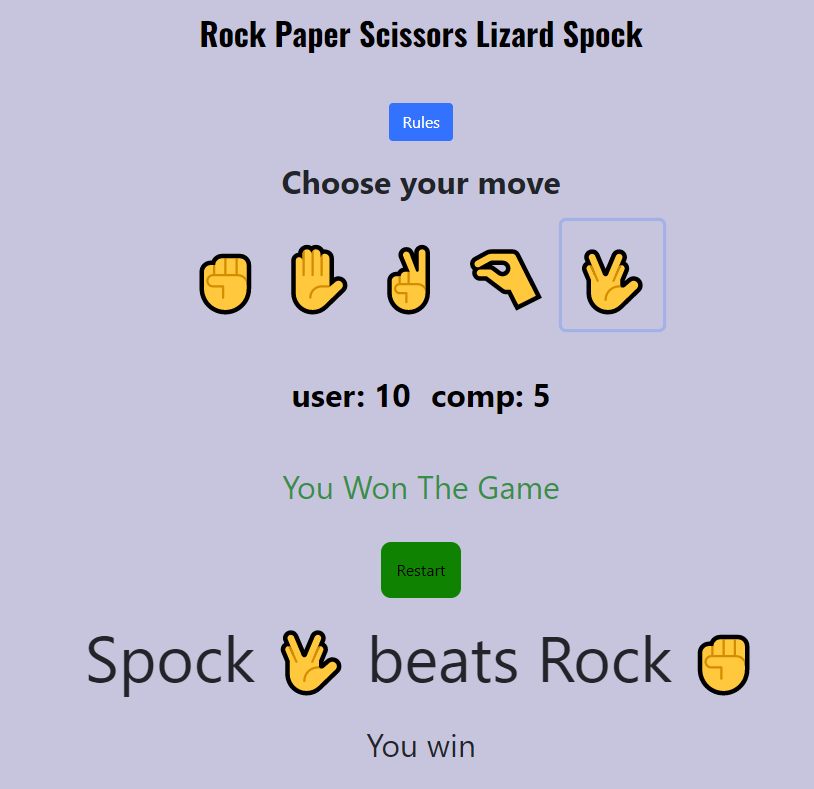 Rock Paper Scissors Lizard Spock
Rules
Choose your move
user: 10 comp: 5
You Won The Game
Restart
Spock beats Rock
You win